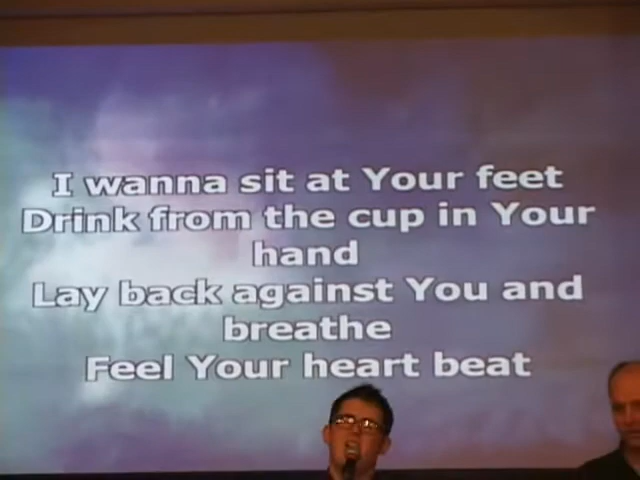 I wanna sit at Your feet
Drink from the cup in Your
hand
Lay back against You and
breathe
Feel Your heart beat